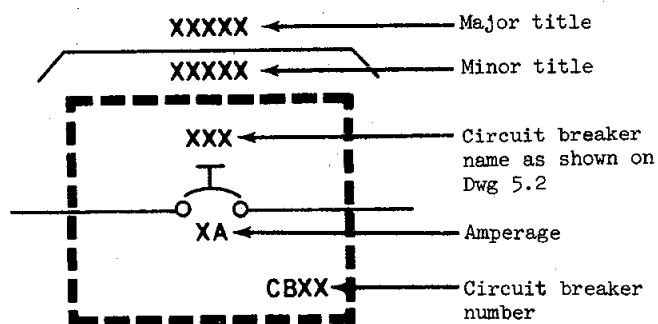 XXXXX Major title
XXXXX Minor title
XXX Circuit breaker
name as shown on
Dwg 5.2
XA Amperage
CBXX Circuit breaker
number